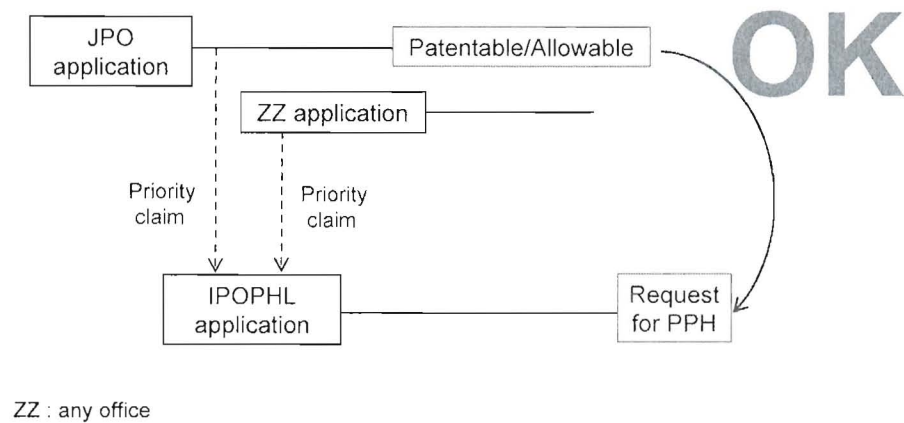 JPO
application
Patentable/Allowable
OK
ZZ application
Priority
claim
Priority
claim
IPOPHL
application
Request
for PPH
ZZ : any office